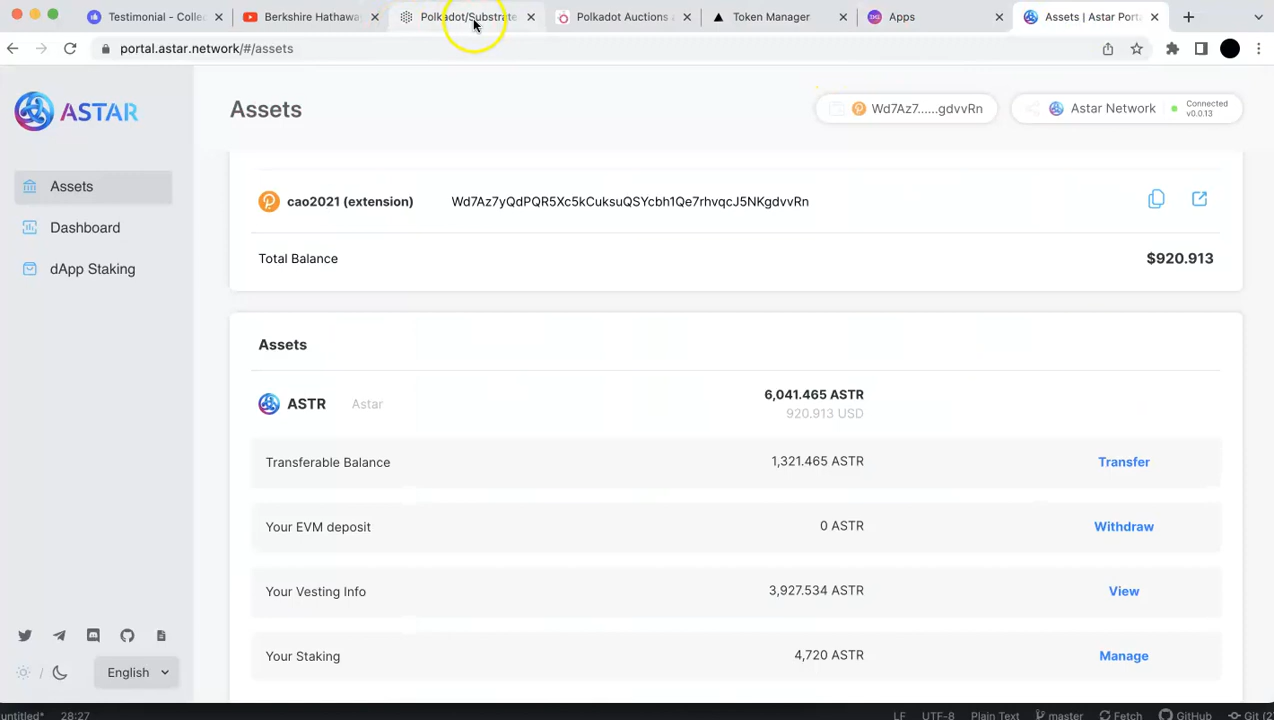 Testimonial - Collec
Berkshire Hathawa
Polkadot/Substrate
Polkadot Auctions a
Token Manager
Apps
Assets | Astar Porta
portal.astar.network/#/assets
ASTAR
Assets
Wd7Az7......gdvvRn
Astar Network
Connected
v0.0.13
Assets
Dashboard
dApp Staking
cao2021 (extension)
Wd7Az7yQdPQR5Xc5kCuksuQSYcbh1Qe7rhvqcJ5NKgdvvRn
Total Balance
$920.913
Assets
ASTR
Astar
6,041.465 ASTR
920.913 USD
Transferable Balance
1,321.465 ASTR
Transfer
Your EVM deposit
0 ASTR
Withdraw
Your Vesting Info
3,927.534 ASTR
View
Your Staking
4,720 ASTR
Manage
/
English
untitled*
28:27
LF
UTF-8
Plain Text
master
Fetch
GitHub
Git (2